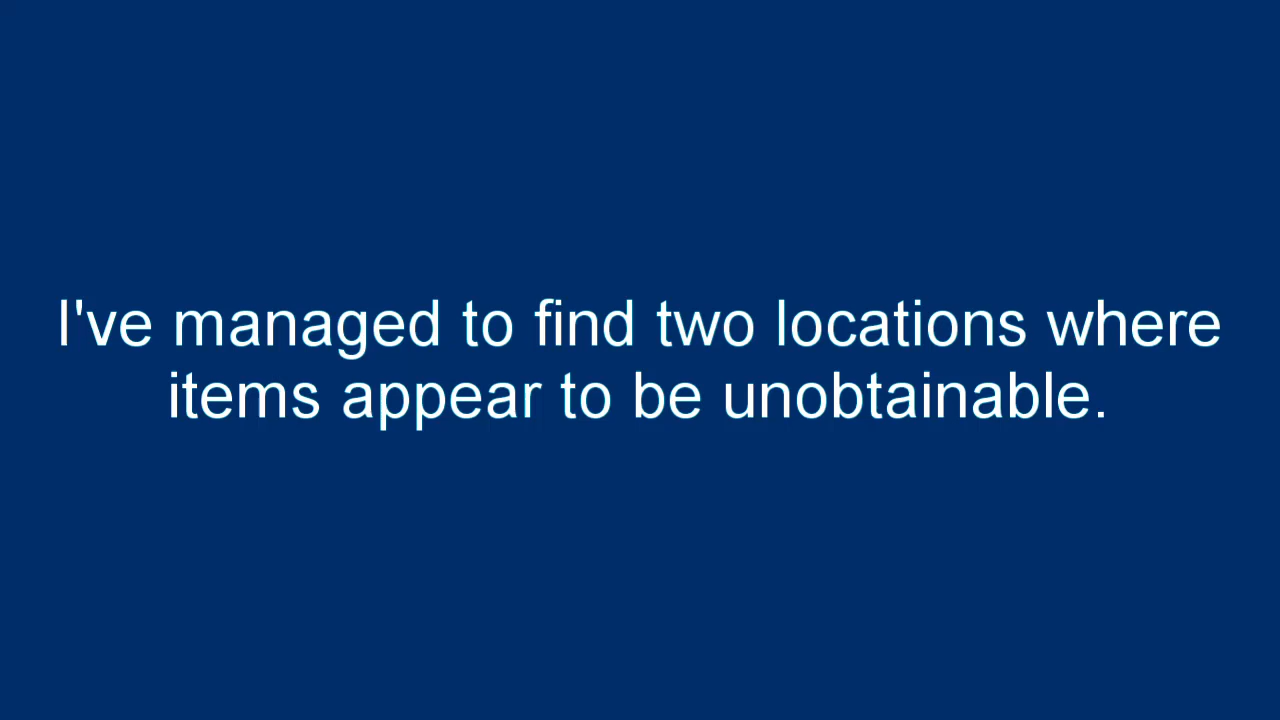 I've managed to find two locations where
items appear to be unobtainable.